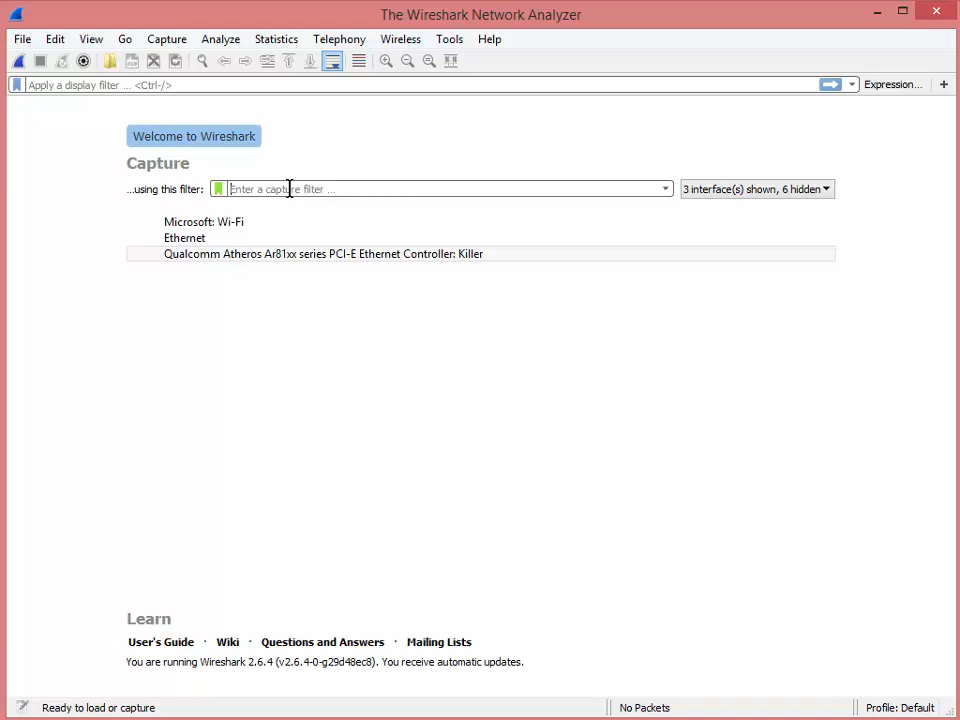 The Wireshark Network Analyzer
File Edit View Go Capture Analyze Statistics Telephony Wireless Tools Help
Apply a display filter ... <Ctrl-/> Expression... +
Welcome to Wireshark
Capture
...using this filter: Enter a capture filter ... 3 interface(s) shown, 6 hidden
Microsoft: Wi-Fi
Ethernet
Qualcomm Atheros Ar81xx series PCI-E Ethernet Controller: Killer
Learn
User's Guide · Wiki · Questions and Answers · Mailing Lists
You are running Wireshark 2.6.4 (v2.6.4-0-g29d48ec8). You receive automatic updates.
Ready to load or capture No Packets Profile: Default